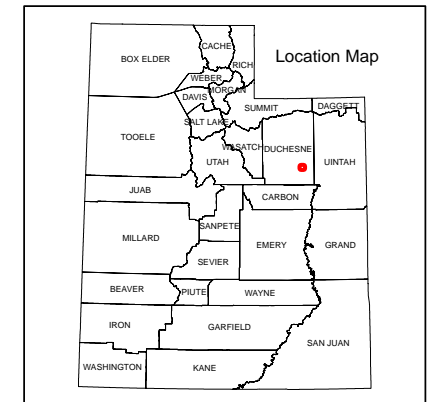 Location Map
CACHE
BOX ELDER
RICH
WEBER
MORGAN
DAVIS
SUMMIT
DAGGETT
SALT LAKE
TOOELE
WASATCH
DUCHESNE
UTAH
UINTAH
JUAB
CARBON
SANPETE
MILLARD
EMERY
GRAND
SEVIER
BEAVER
PIUTE
WAYNE
IRON
GARFIELD
SAN JUAN
WASHINGTON
KANE